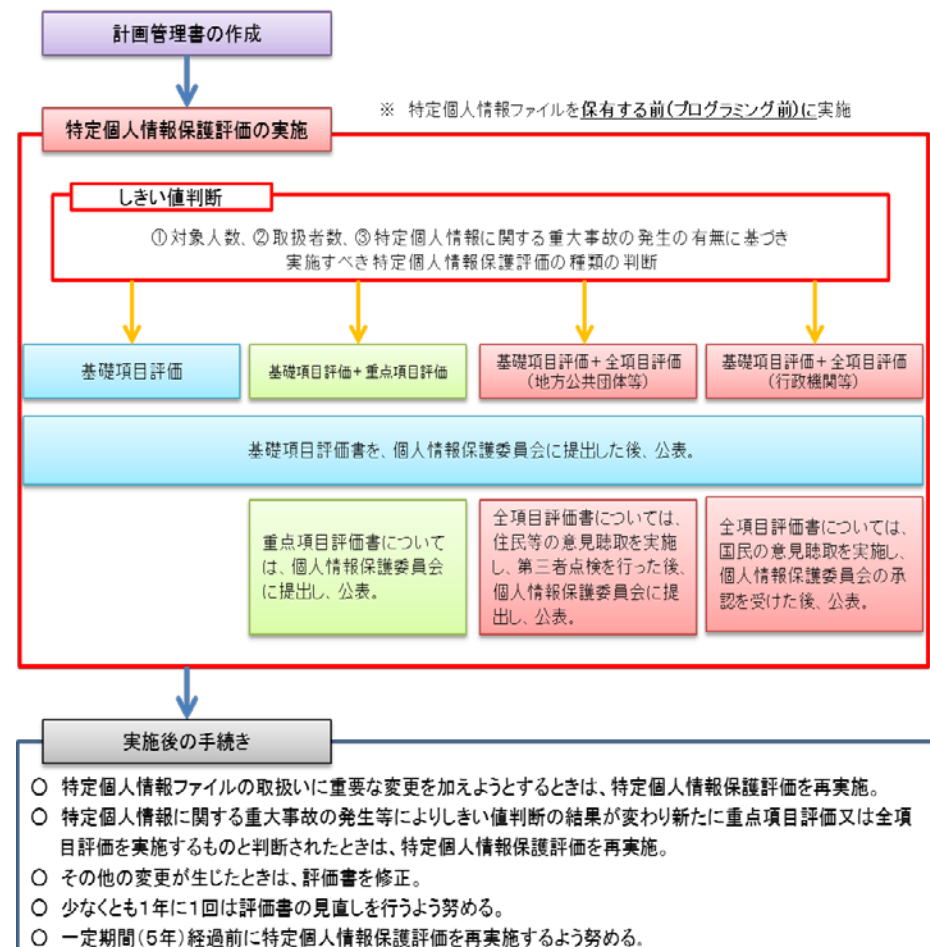 計画管理書の作成
※ 特定個人情報ファイルを保有する前(プログラミング前)に実施
特定個人情報保護評価の実施
しきい値判断
①対象人数、②取扱者数、③特定個人情報に関する重大事故の発生の有無に基づき
実施すべき特定個人情報保護評価の種類の判断
基礎項目評価
基礎項目評価+重点項目評価
基礎項目評価+全項目評価
(地方公共団体等)
基礎項目評価+全項目評価
(行政機関等)
基礎項目評価書を、個人情報保護委員会に提出した後、公表。
重点項目評価書について
は、個人情報保護委員会
に提出し、公表。
全項目評価書については、
住民等の意見聴取を実施
し、第三者点検を行った後、
個人情報保護委員会に提
出し、公表。
全項目評価書については、
国民の意見聴取を実施し、
個人情報保護委員会の承
認を受けた後、公表。
実施後の手続き
○ 特定個人情報ファイルの取扱いに重要な変更を加えようとするときは、特定個人情報保護評価を再実施。
○ 特定個人情報に関する重大事故の発生等によりしきい値判断の結果が変わり新たに重点項目評価又は全項
目評価を実施するものと判断されたときは、特定個人情報保護評価を再実施。
○ その他の変更が生じたときは、評価書を修正。
○ 少なくとも1年に1回は評価書の見直しを行うよう努める。
○ 一定期間(5年)経過前に特定個人情報保護評価を再実施するよう努める。